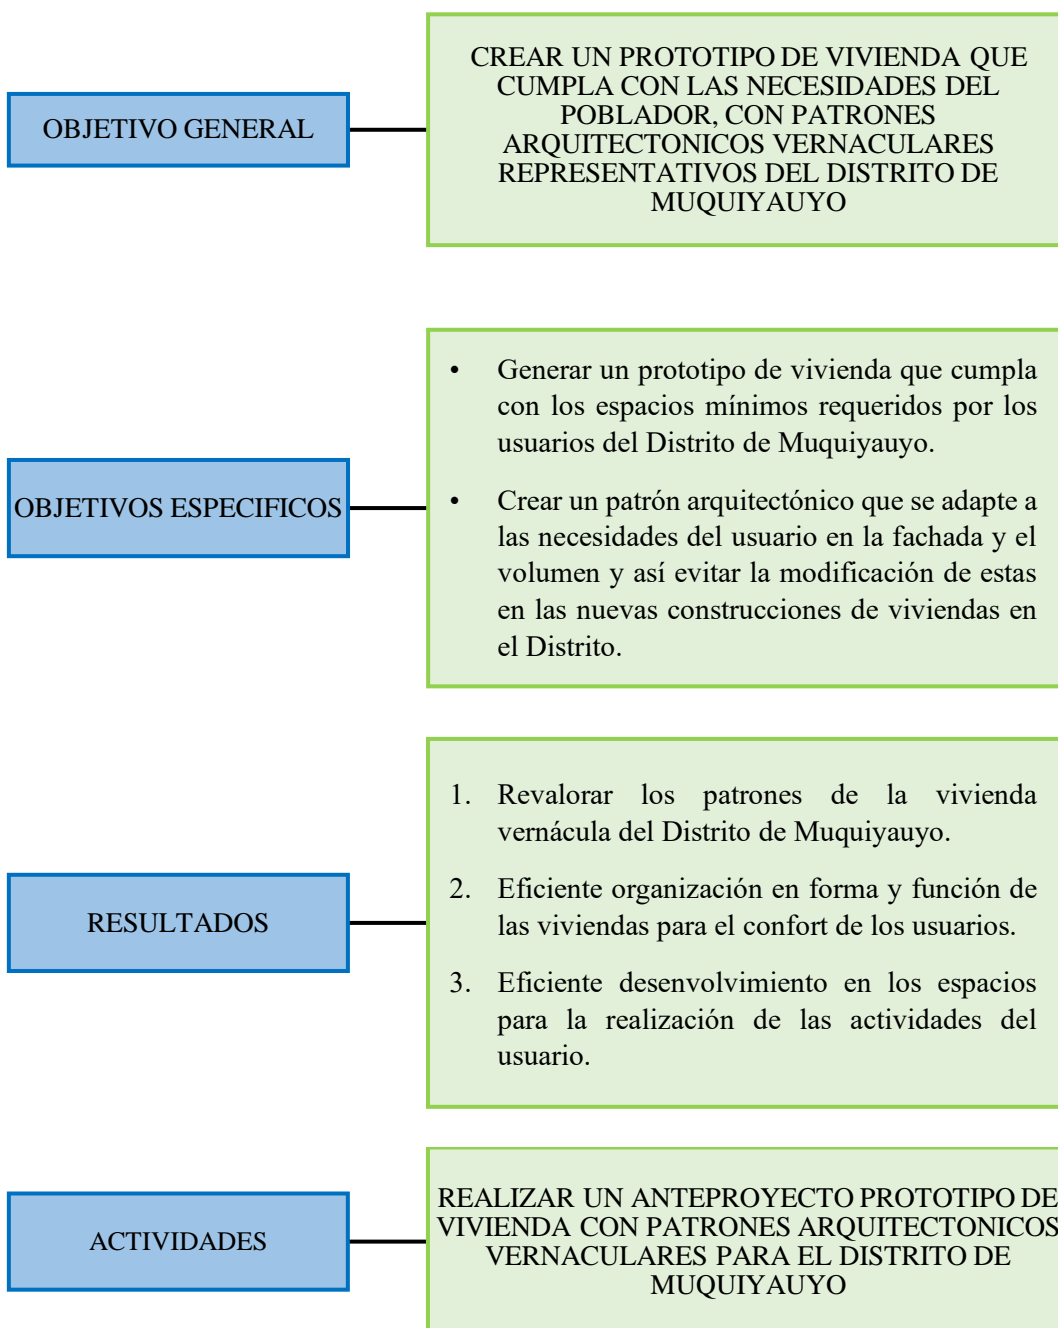 OBJETIVO GENERAL
CREAR UN PROTOTIPO DE VIVIENDA QUE
CUMPLA CON LAS NECESIDADES DEL
POBLADOR, CON PATRONES
ARQUITECTONICOS VERNACULARES
REPRESENTATIVOS DEL DISTRITO DE
MUQUIYAUYO
OBJETIVOS ESPECIFICOS
• Generar un prototipo de vivienda que cumpla
con los espacios mínimos requeridos por los
usuarios del Distrito de Muquiyauyo.
• Crear un patrón arquitectónico que se adapte a
las necesidades del usuario en la fachada y el
volumen y así evitar la modificación de estas
en las nuevas construcciones de viviendas en
el Distrito.
RESULTADOS
1. Revalorar los patrones de la vivienda
vernácula del Distrito de Muquiyauyo.
2. Eficiente organización en forma y función de
las viviendas para el confort de los usuarios.
3. Eficiente desenvolvimiento en los espacios
para la realización de las actividades del
usuario.
ACTIVIDADES
REALIZAR UN ANTEPROYECTO PROTOTIPO DE
VIVIENDA CON PATRONES ARQUITECTONICOS
VERNACULARES PARA EL DISTRITO DE
MUQUIYAUYO